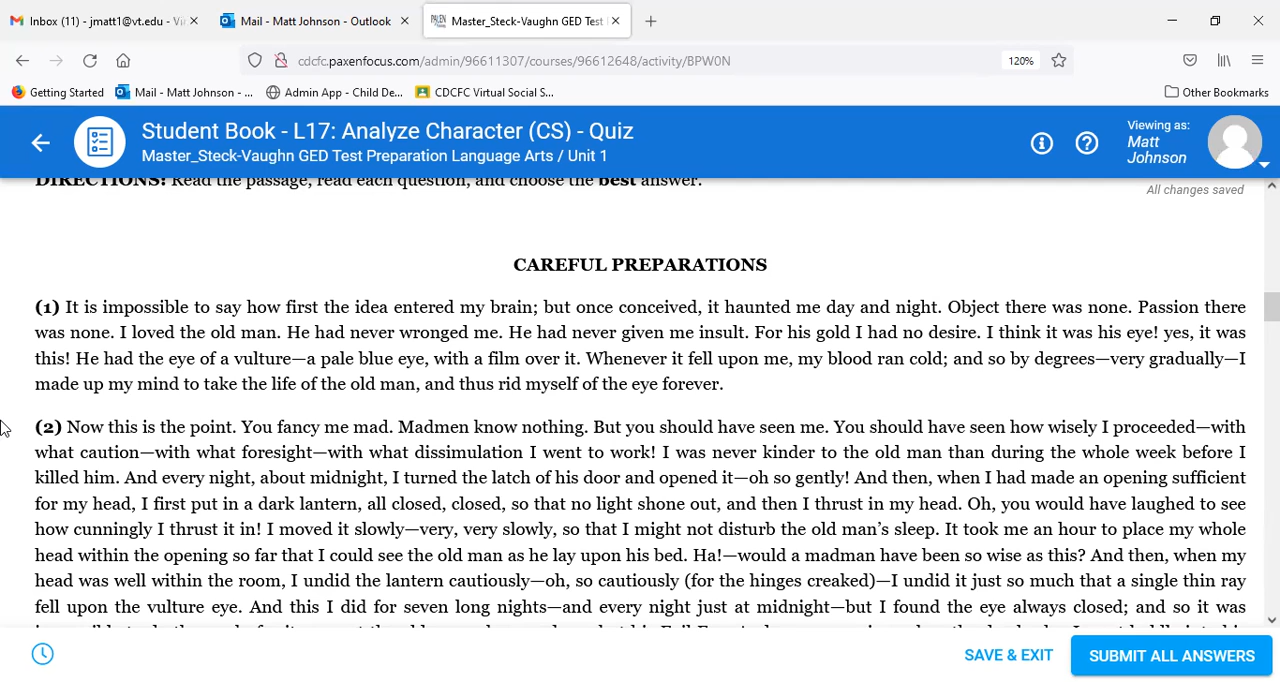 Inbox (11) - jmatt1@vt.edu - Vi
Mail - Matt Johnson - Outlook
PAXEN
Master_Steck-Vaughn GED Test
cdcfc.paxenfocus.com/admin/96611307/courses/96612648/activity/BPW0N
120%
Getting Started
Mail - Matt Johnson - ...
Admin App - Child De...
CDCFC Virtual Social S...
Other Bookmarks
Student Book - L17: Analyze Character (CS) - Quiz
Master_Steck-Vaughn GED Test Preparation Language Arts / Unit 1
Viewing as:
Matt
Johnson
DIRECTIONS: Read the passage, read each question, and choose the best answer.
All changes saved
CAREFUL PREPARATIONS
(1) It is impossible to say how first the idea entered my brain; but once conceived, it haunted me day and night. Object there was none. Passion there
was none. I loved the old man. He had never wronged me. He had never given me insult. For his gold I had no desire. I think it was his eye! yes, it was
this! He had the eye of a vulture—a pale blue eye, with a film over it. Whenever it fell upon me, my blood ran cold; and so by degrees—very gradually—I
made up my mind to take the life of the old man, and thus rid myself of the eye forever.
(2) Now this is the point. You fancy me mad. Madmen know nothing. But you should have seen me. You should have seen how wisely I proceeded—with
what caution—with what foresight—with what dissimulation I went to work! I was never kinder to the old man than during the whole week before I
killed him. And every night, about midnight, I turned the latch of his door and opened it—oh so gently! And then, when I had made an opening sufficient
for my head, I first put in a dark lantern, all closed, closed, so that no light shone out, and then I thrust in my head. Oh, you would have laughed to see
how cunningly I thrust it in! I moved it slowly—very, very slowly, so that I might not disturb the old man's sleep. It took me an hour to place my whole
head within the opening so far that I could see the old man as he lay upon his bed. Ha!—would a madman have been so wise as this? And then, when my
head was well within the room, I undid the lantern cautiously—oh, so cautiously (for the hinges creaked)—I undid it just so much that a single thin ray
fell upon the vulture eye. And this I did for seven long nights—and every night just at midnight—but I found the eye always closed; and so it was
SAVE & EXIT
SUBMIT ALL ANSWERS